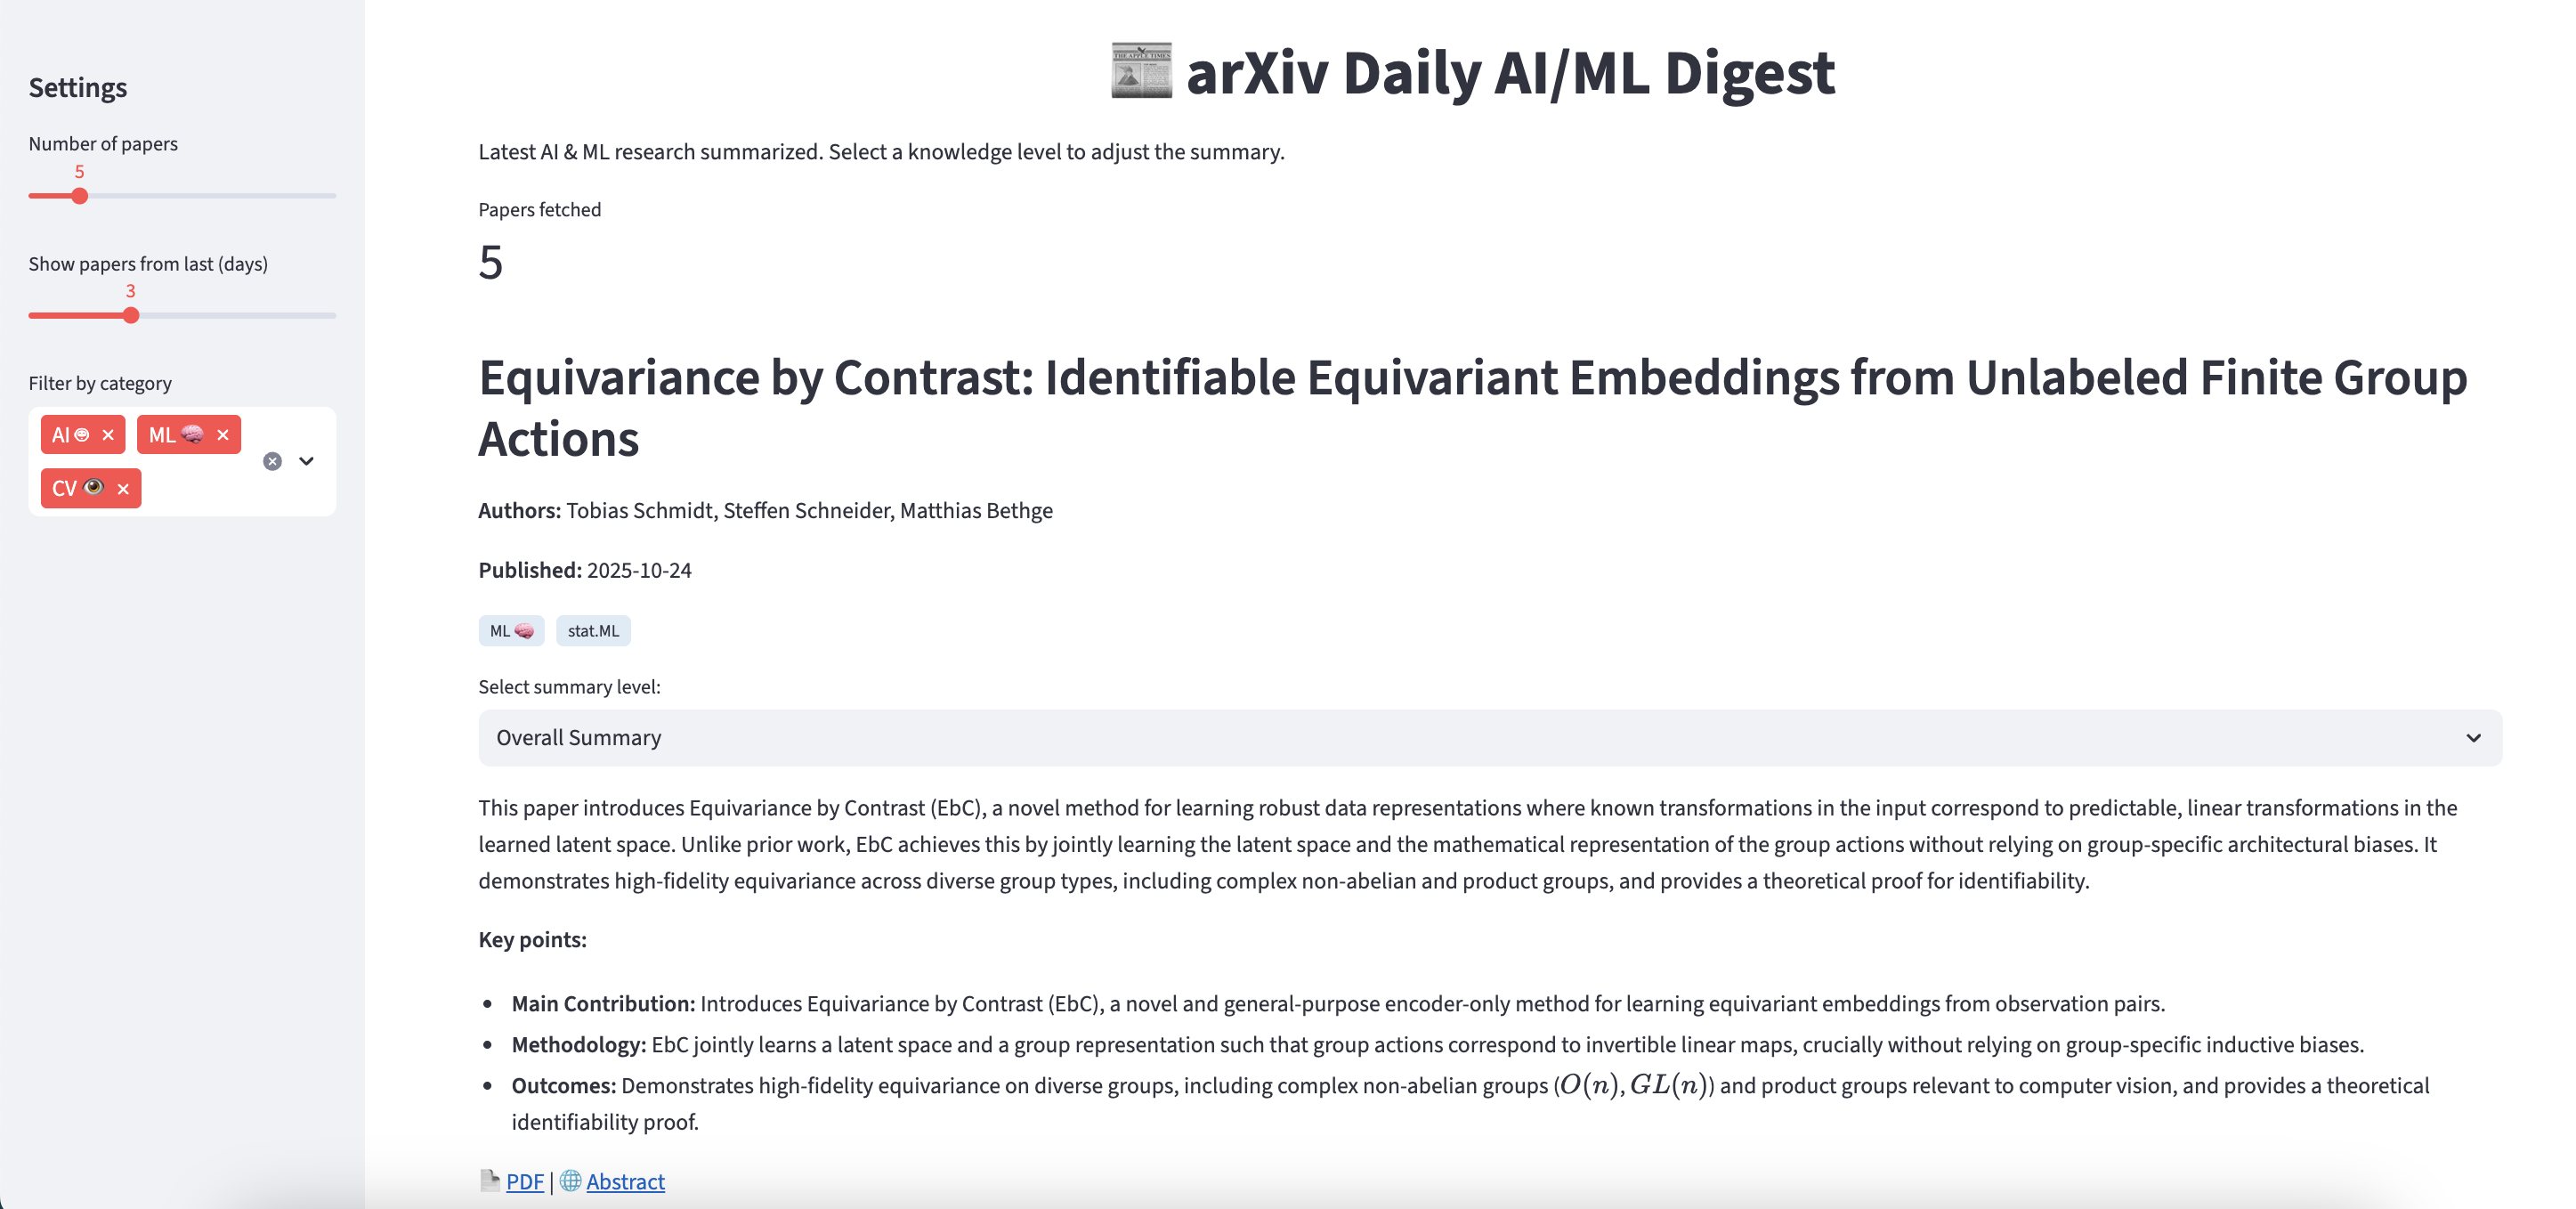 Settings
Number of papers
5
Show papers from last (days)
3
Filter by category
AI
ML
CV
THE APPLE TIMES
arXiv Daily AI/ML Digest
Latest AI & ML research summarized. Select a knowledge level to adjust the summary.
Papers fetched
5
Equivariance by Contrast: Identifiable Equivariant Embeddings from Unlabeled Finite Group
Actions
Authors: Tobias Schmidt, Steffen Schneider, Matthias Bethge
Published: 2025-10-24
ML stat.ML
Select summary level:
Overall Summary
This paper introduces Equivariance by Contrast (EbC), a novel method for learning robust data representations where known transformations in the input correspond to predictable, linear transformations in the
learned latent space. Unlike prior work, EbC achieves this by jointly learning the latent space and the mathematical representation of the group actions without relying on group-specific architectural biases. It
demonstrates high-fidelity equivariance across diverse group types, including complex non-abelian and product groups, and provides a theoretical proof for identifiability.
Key points:
• Main Contribution: Introduces Equivariance by Contrast (EbC), a novel and general-purpose encoder-only method for learning equivariant embeddings from observation pairs.
• Methodology: EbC jointly learns a latent space and a group representation such that group actions correspond to invertible linear maps, crucially without relying on group-specific inductive biases.
• Outcomes: Demonstrates high-fidelity equivariance on diverse groups, including complex non-abelian groups (O(n), GL(n)) and product groups relevant to computer vision, and provides a theoretical
identifiability proof.
PDF | Abstract